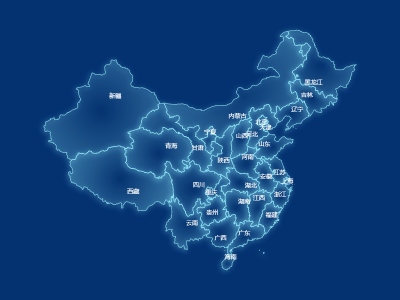 黑龙江
新疆
吉林
辽宁
内蒙古
北京
天津
宁夏
山西
河北
山东
青海
甘肃
陕西
河南
安徽
江苏
上海
西藏
四川
重庆
湖北
浙江
湖南
江西
贵州
福建
云南
广西
广东
海南